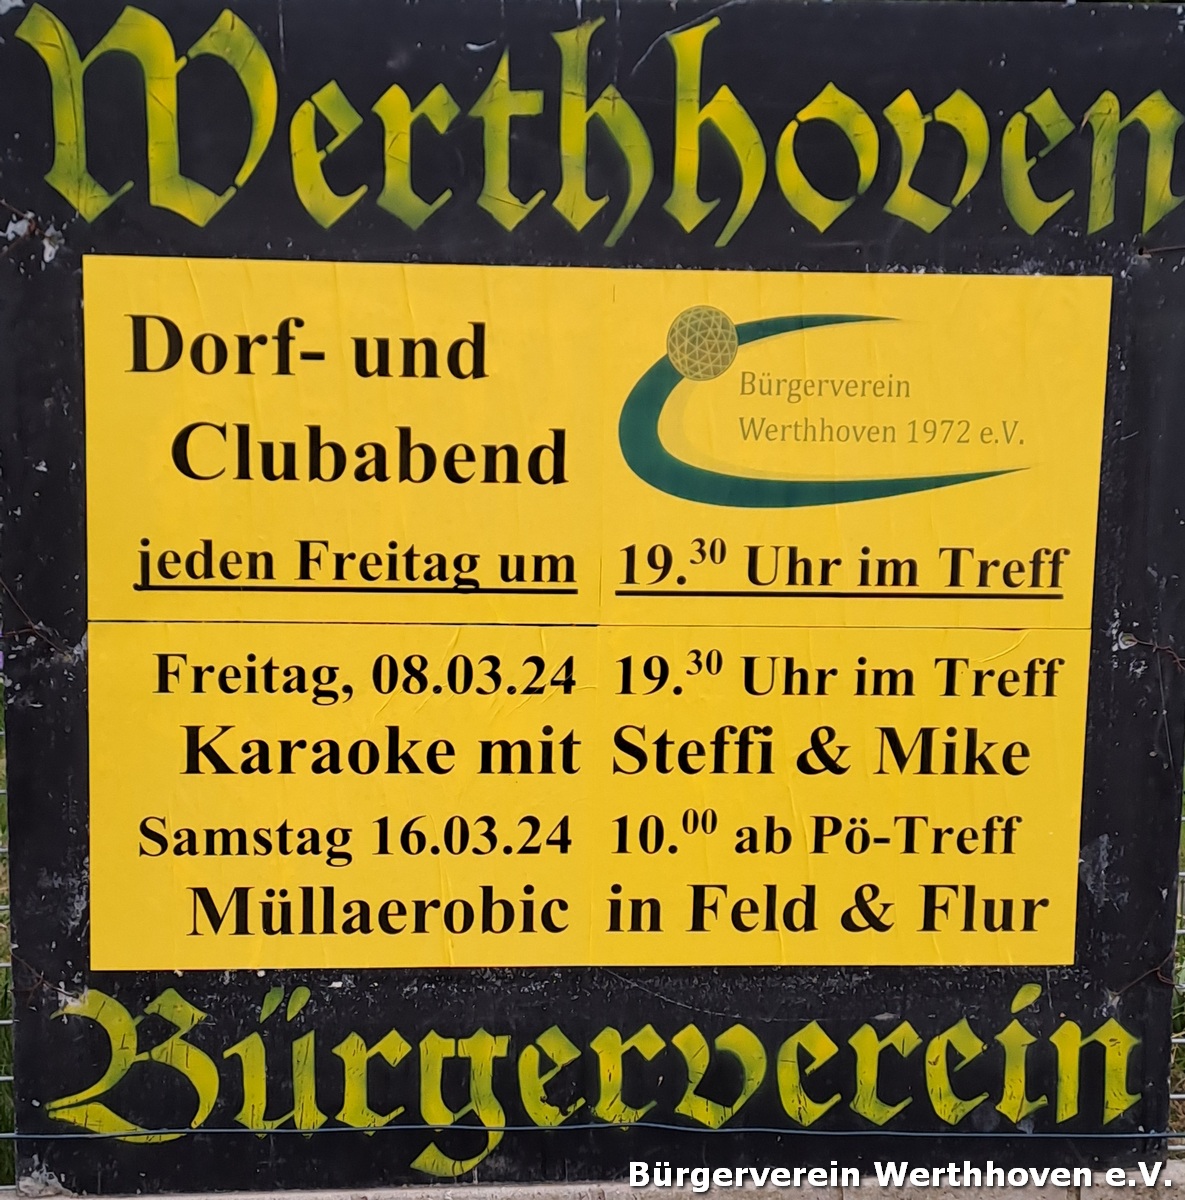 Werthhoven
Dorf- und
Clubabend
Bürgerverein
Werthhoven 1972 e.V.
jeden Freitag um 19.30 Uhr im Treff
Freitag, 08.03.24 19.30 Uhr im Treff
Karaoke mit Steffi & Mike
Samstag 16.03.24 10.00 ab Pö-Treff
Müllaerobic in Feld & Flur
Bürgerverein
Bürgerverein Werthhoven e.V.